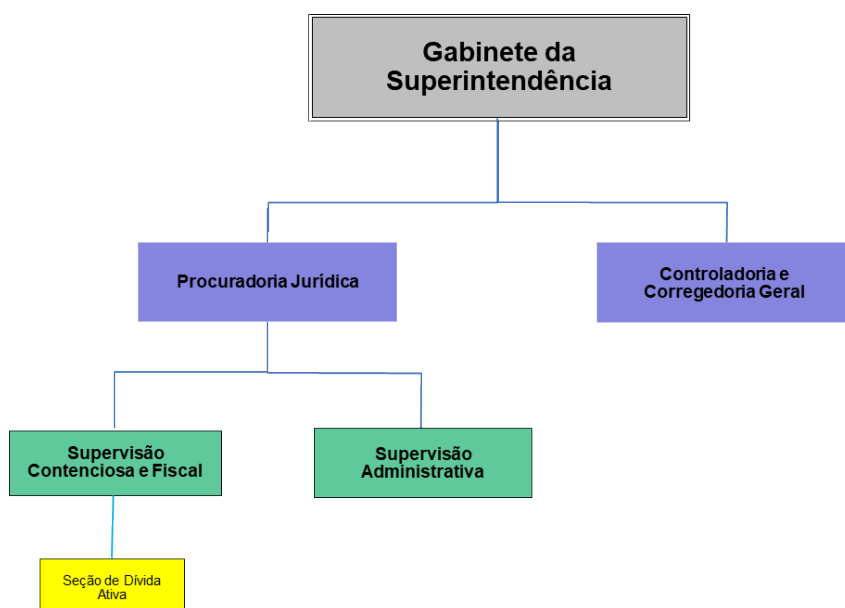 Gabinete da
Superintendência
Procuradoria Jurídica
Controladoria e
Corregedoria Geral
Supervisão
Contenciosa e Fiscal
Supervisão
Administrativa
Seção de Dívida
Ativa